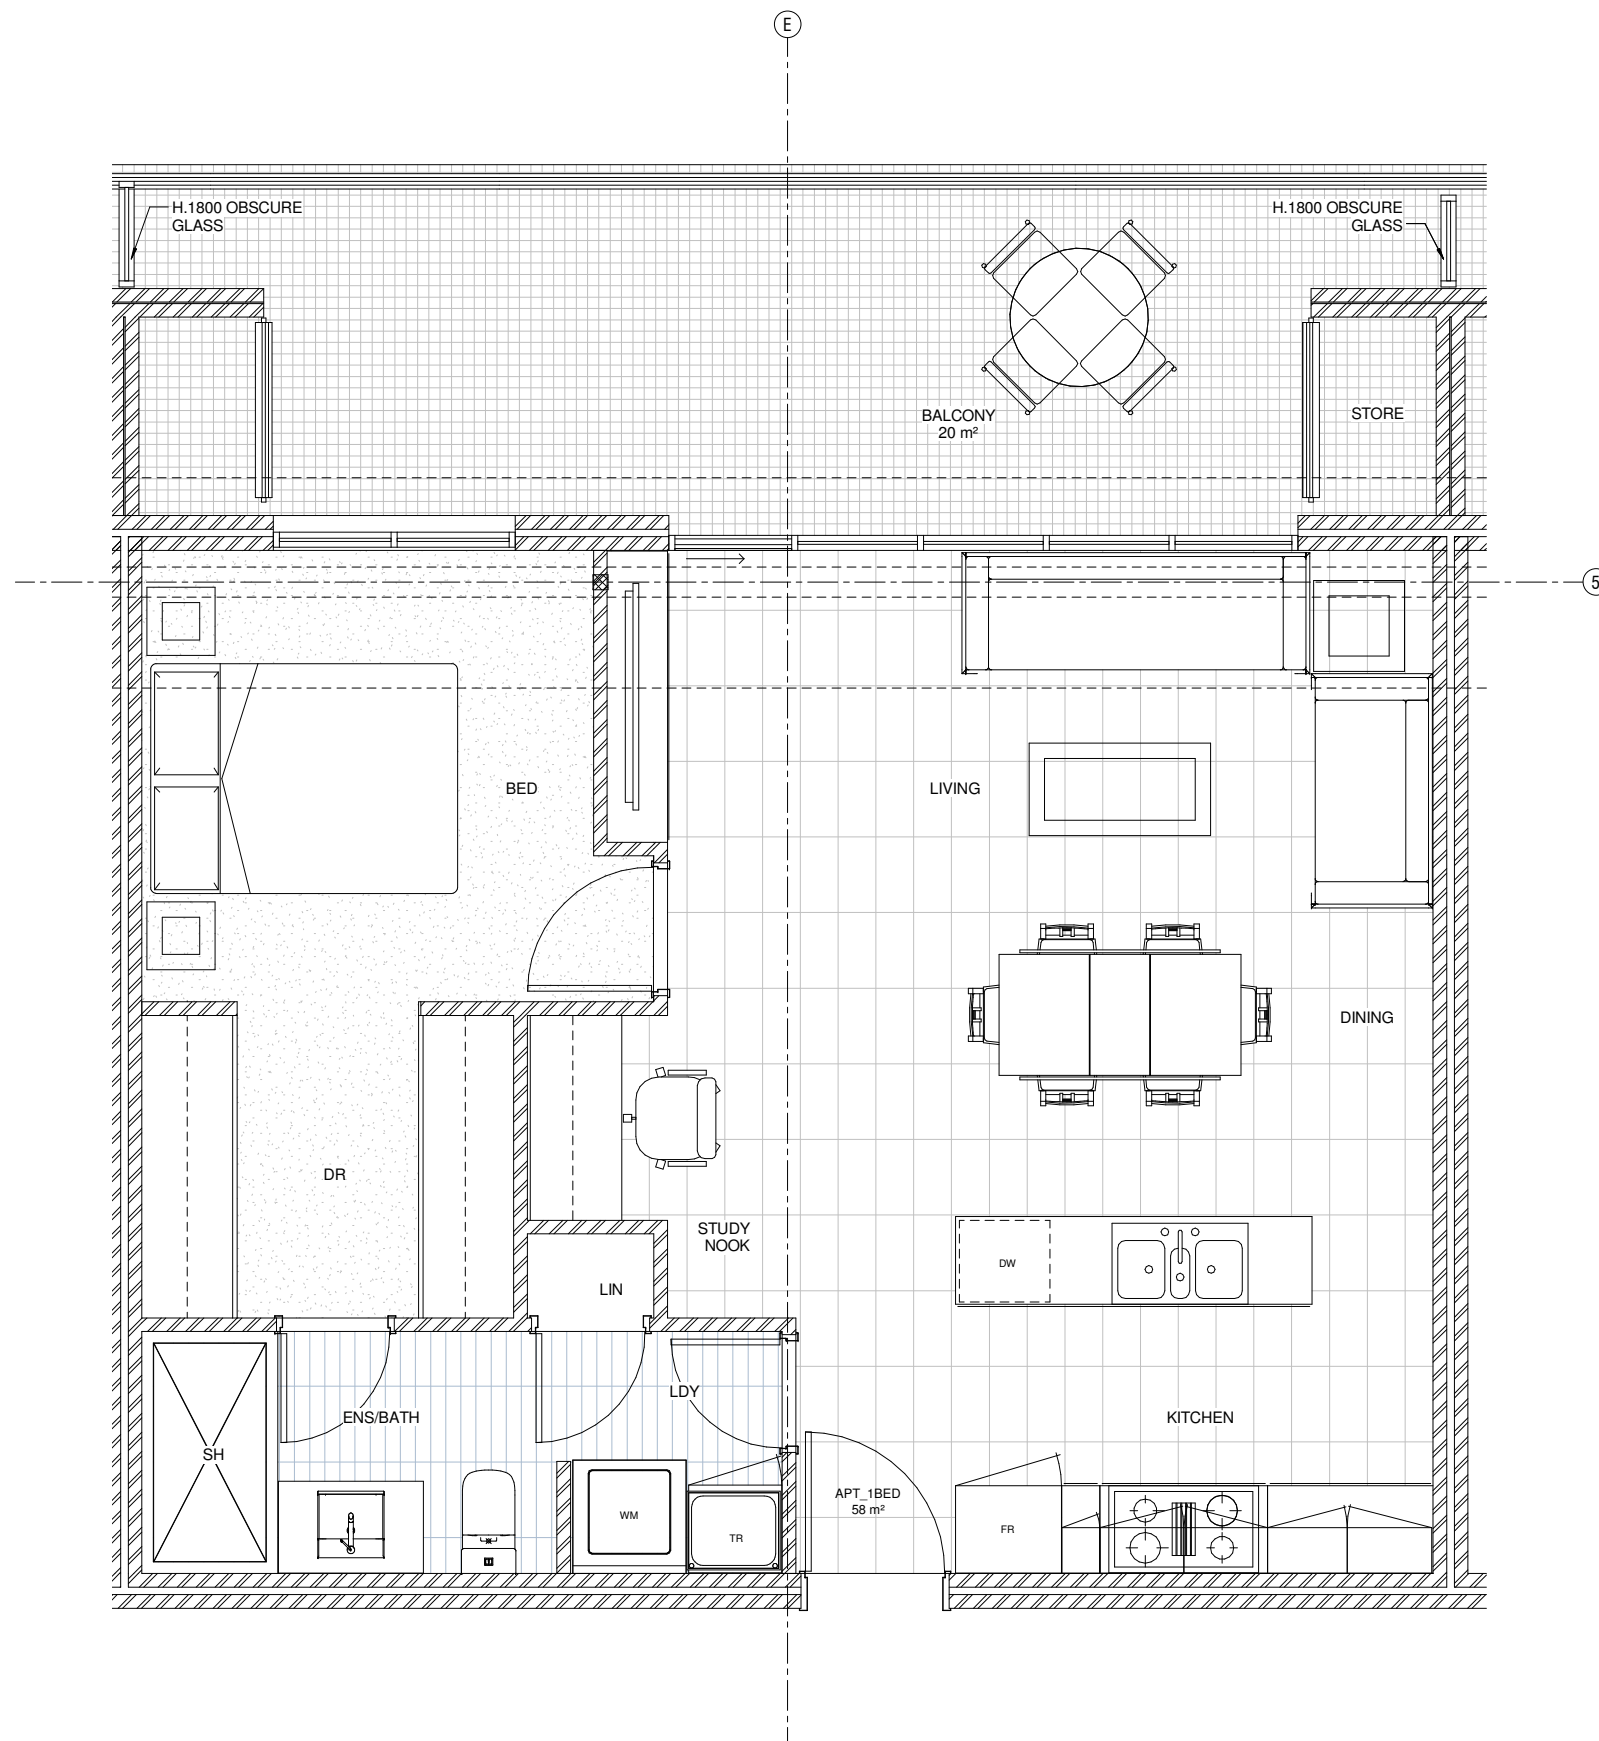 E
H.1800 OBSCURE
GLASS
H.1800 OBSCURE
GLASS
BALCONY
20 m²
STORE
5
BED
LIVING
DINING
DR
STUDY
NOOK
DW
LIN
LDY
ENS/BATH
KITCHEN
SH
APT_1BED
58 m²
WM
FR
TR